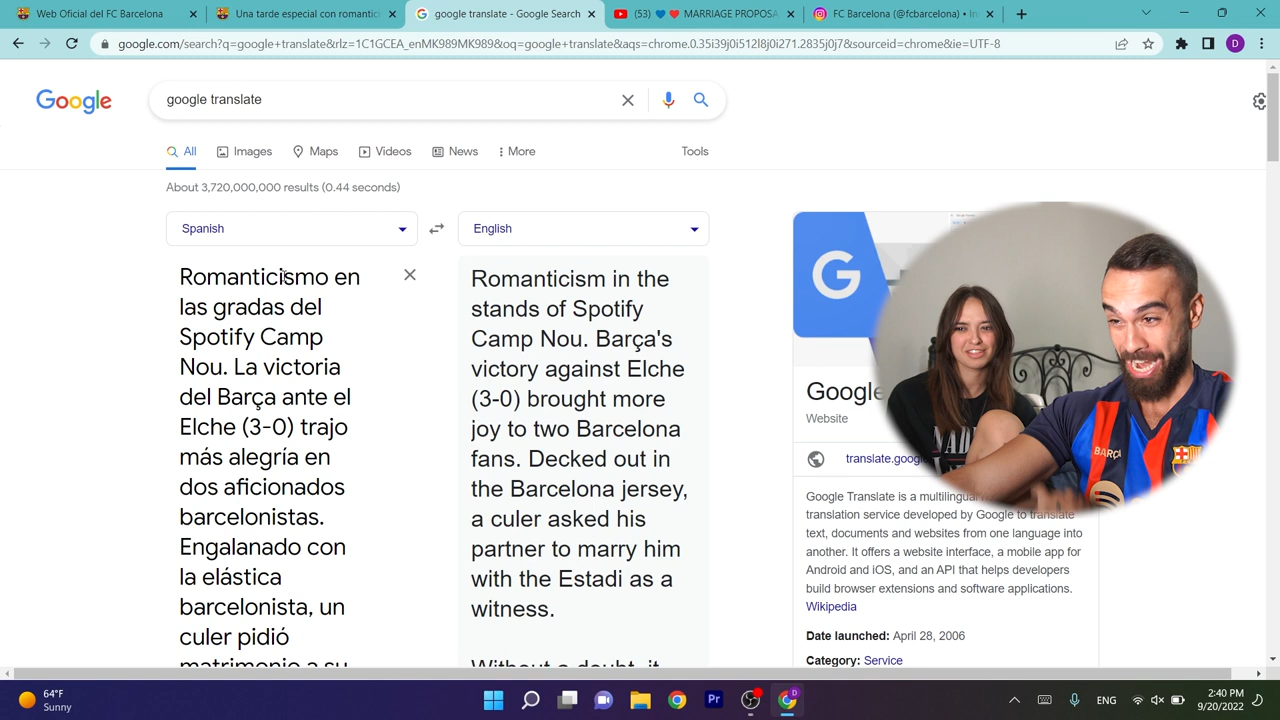 Web Oficial del FC Barcelona
Una tarde especial con romantici
google translate - Google Search
(53) 💙❤️ MARRIAGE PROPOSA
FC Barcelona (@fcbarcelona) • In
google.com/search?q=google+translate&rlz=1C1GCEA_enMK989MK989&oq=google+translate&aqs=chrome.0.35i39j0i512l8j0i271.2835j0j7&sourceid=chrome&ie=UTF-8
D
Google
google translate
All
Images
Maps
Videos
News
More
Tools
About 3,720,000,000 results (0.44 seconds)
Spanish
English
Romanticismo en
las gradas del
Spotify Camp
Nou. La victoria
del Barça ante el
Elche (3-0) trajo
más alegría en
dos aficionados
barcelonistas.
Engalanado con
la elástica
barcelonista, un
culer pidió
matrimonio a su
Romanticism in the
stands of Spotify
Camp Nou. Barça's
victory against Elche
(3-0) brought more
joy to two Barcelona
fans. Decked out in
the Barcelona jersey,
a culer asked his
partner to marry him
with the Estadi as a
witness.
Without a doubt, it
G
Google
Website
translate.goog
Google Translate is a multilingual
translation service developed by Google to translate
text, documents and websites from one language into
another. It offers a website interface, a mobile app for
Android and iOS, and an API that helps developers
build browser extensions and software applications.
Wikipedia
Date launched: April 28, 2006
Category: Service
BARÇA
64°F
Sunny
Pr
D
ENG
2:40 PM
9/20/2022